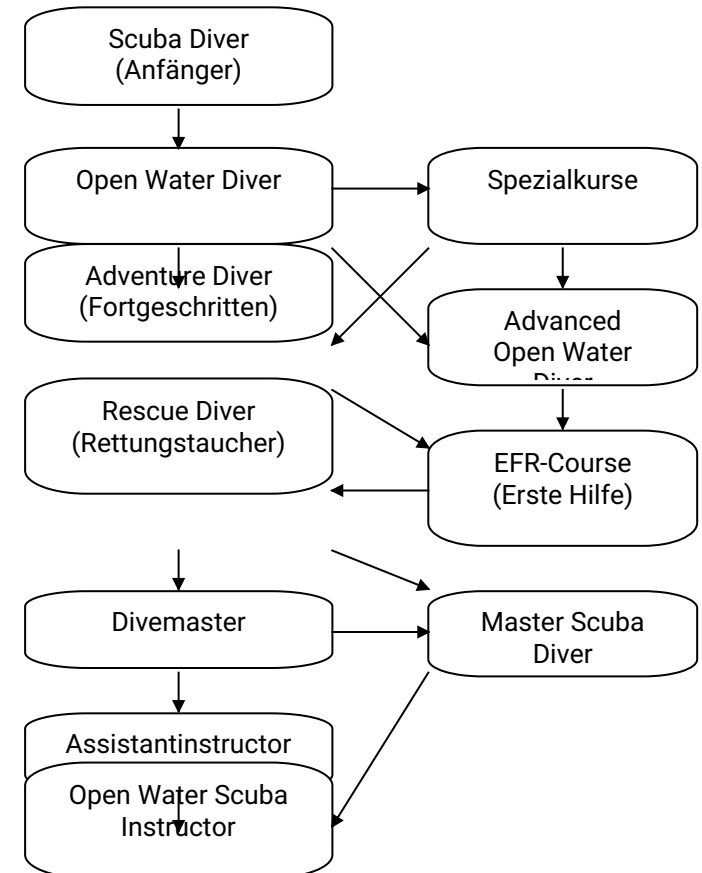 Scuba Diver
(Anfänger)
Open Water Diver
Spezialkurse
Adventure Diver
(Fortgeschritten)
Advanced
Open Water
Diver
Rescue Diver
(Rettungstaucher)
EFR-Course
(Erste Hilfe)
Divemaster
Master Scuba
Diver
Assistantinstructor
Open Water Scuba
Instructor